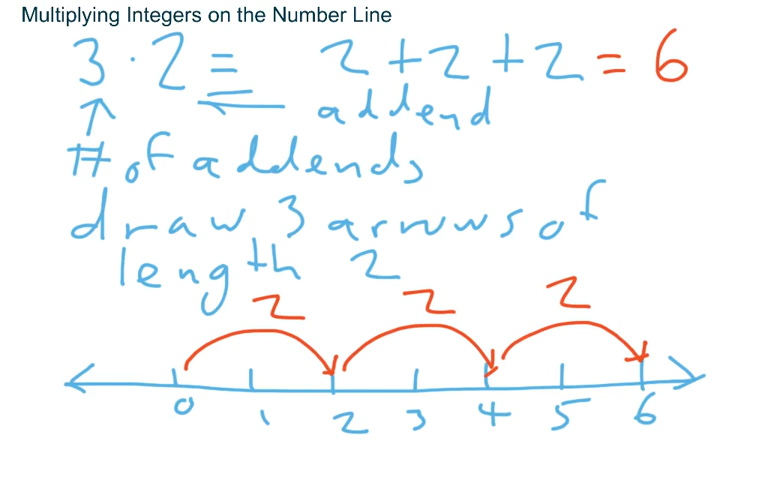 Multiplying Integers on the Number Line
3 · 2 = 2 + 2 + 2 = 6
addend
# of addends
draw 3 arrows of
length 2
2 2 2
0 1 2 3 4 5 6